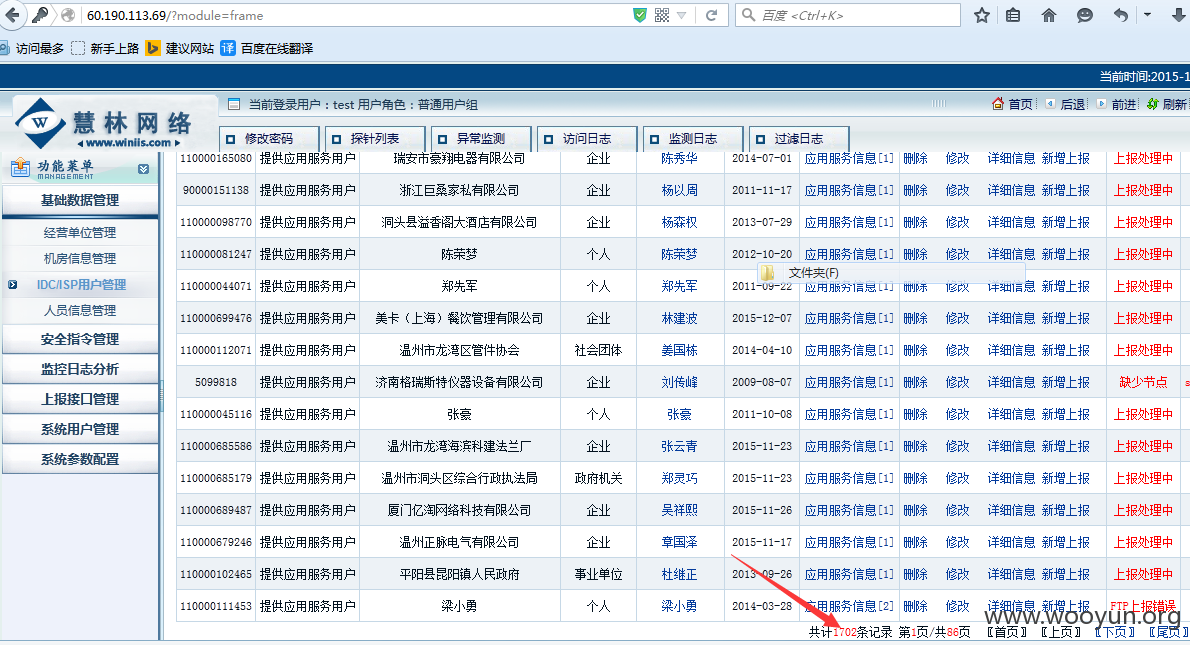 60.190.113.69/?module=frame
百度 <Ctrl+K>
访问最多 新手上路 建议网站 译 百度在线翻译
当前时间:2015-1
慧林网络
www.winiis.com
当前登录用户：test 用户角色：普通用户组
首页 后退 前进 刷新
修改密码 探针列表 异常监测 访问日志 监测日志 过滤日志
功能菜单
MANAGEMENT
基础数据管理
经营单位管理
机房信息管理
IDC/ISP用户管理
人员信息管理
安全指令管理
监控日志分析
上报接口管理
系统用户管理
系统参数配置
110000165080 提供应用服务用户 瑞安市豪翔电器有限公司 企业 陈秀华 2014-07-01 应用服务信息[1] 删除 修改 详细信息 新增上报 上报处理中
90000151138 提供应用服务用户 浙江巨桑家私有限公司 企业 杨以周 2011-11-17 应用服务信息[1] 删除 修改 详细信息 新增上报 上报处理中
110000098770 提供应用服务用户 洞头县溢香阁大酒店有限公司 企业 杨森权 2013-07-29 应用服务信息[1] 删除 修改 详细信息 新增上报 上报处理中
110000081247 提供应用服务用户 陈荣梦 个人 陈荣梦 2012-10-20 应用服务信息[1] 删除 修改 详细信息 新增上报 上报处理中
文件夹(F)
110000044071 提供应用服务用户 郑先军 个人 郑先军 2011-09-22 应用服务信息[1] 删除 修改 详细信息 新增上报 上报处理中
110000699476 提供应用服务用户 美卡（上海）餐饮管理有限公司 企业 林建波 2015-12-07 应用服务信息[1] 删除 修改 详细信息 新增上报 上报处理中
110000112071 提供应用服务用户 温州市龙湾区管件协会 社会团体 姜国栋 2014-04-10 应用服务信息[1] 删除 修改 详细信息 新增上报 上报处理中
5099818 提供应用服务用户 济南格瑞斯特仪器设备有限公司 企业 刘传峰 2009-08-07 应用服务信息[1] 删除 修改 详细信息 新增上报 缺少节点 s
110000045116 提供应用服务用户 张豪 个人 张豪 2011-10-08 应用服务信息[1] 删除 修改 详细信息 新增上报 上报处理中
110000685586 提供应用服务用户 温州市龙湾海滨科建法兰厂 企业 张云青 2015-11-23 应用服务信息[1] 删除 修改 详细信息 新增上报 上报处理中
110000685179 提供应用服务用户 温州市洞头区综合行政执法局 政府机关 郑灵巧 2015-11-23 应用服务信息[1] 删除 修改 详细信息 新增上报 上报处理中
110000689487 提供应用服务用户 厦门亿淘网络科技有限公司 企业 吴祥熙 2015-11-26 应用服务信息[1] 删除 修改 详细信息 新增上报 上报处理中
110000679246 提供应用服务用户 温州正脉电气有限公司 企业 章国泽 2015-11-17 应用服务信息[1] 删除 修改 详细信息 新增上报 上报处理中
110000102465 提供应用服务用户 平阳县昆阳镇人民政府 事业单位 杜继正 2013-09-26 应用服务信息[1] 删除 修改 详细信息 新增上报 上报处理中
110000111453 提供应用服务用户 梁小勇 个人 梁小勇 2014-03-28 应用服务信息[2] 删除 修改 详细信息 新增上报 FTP上报错误
www.wooyun.org
共计1702条记录 第1页/共86页 【首页】 【上页】 【下页】 【尾页】